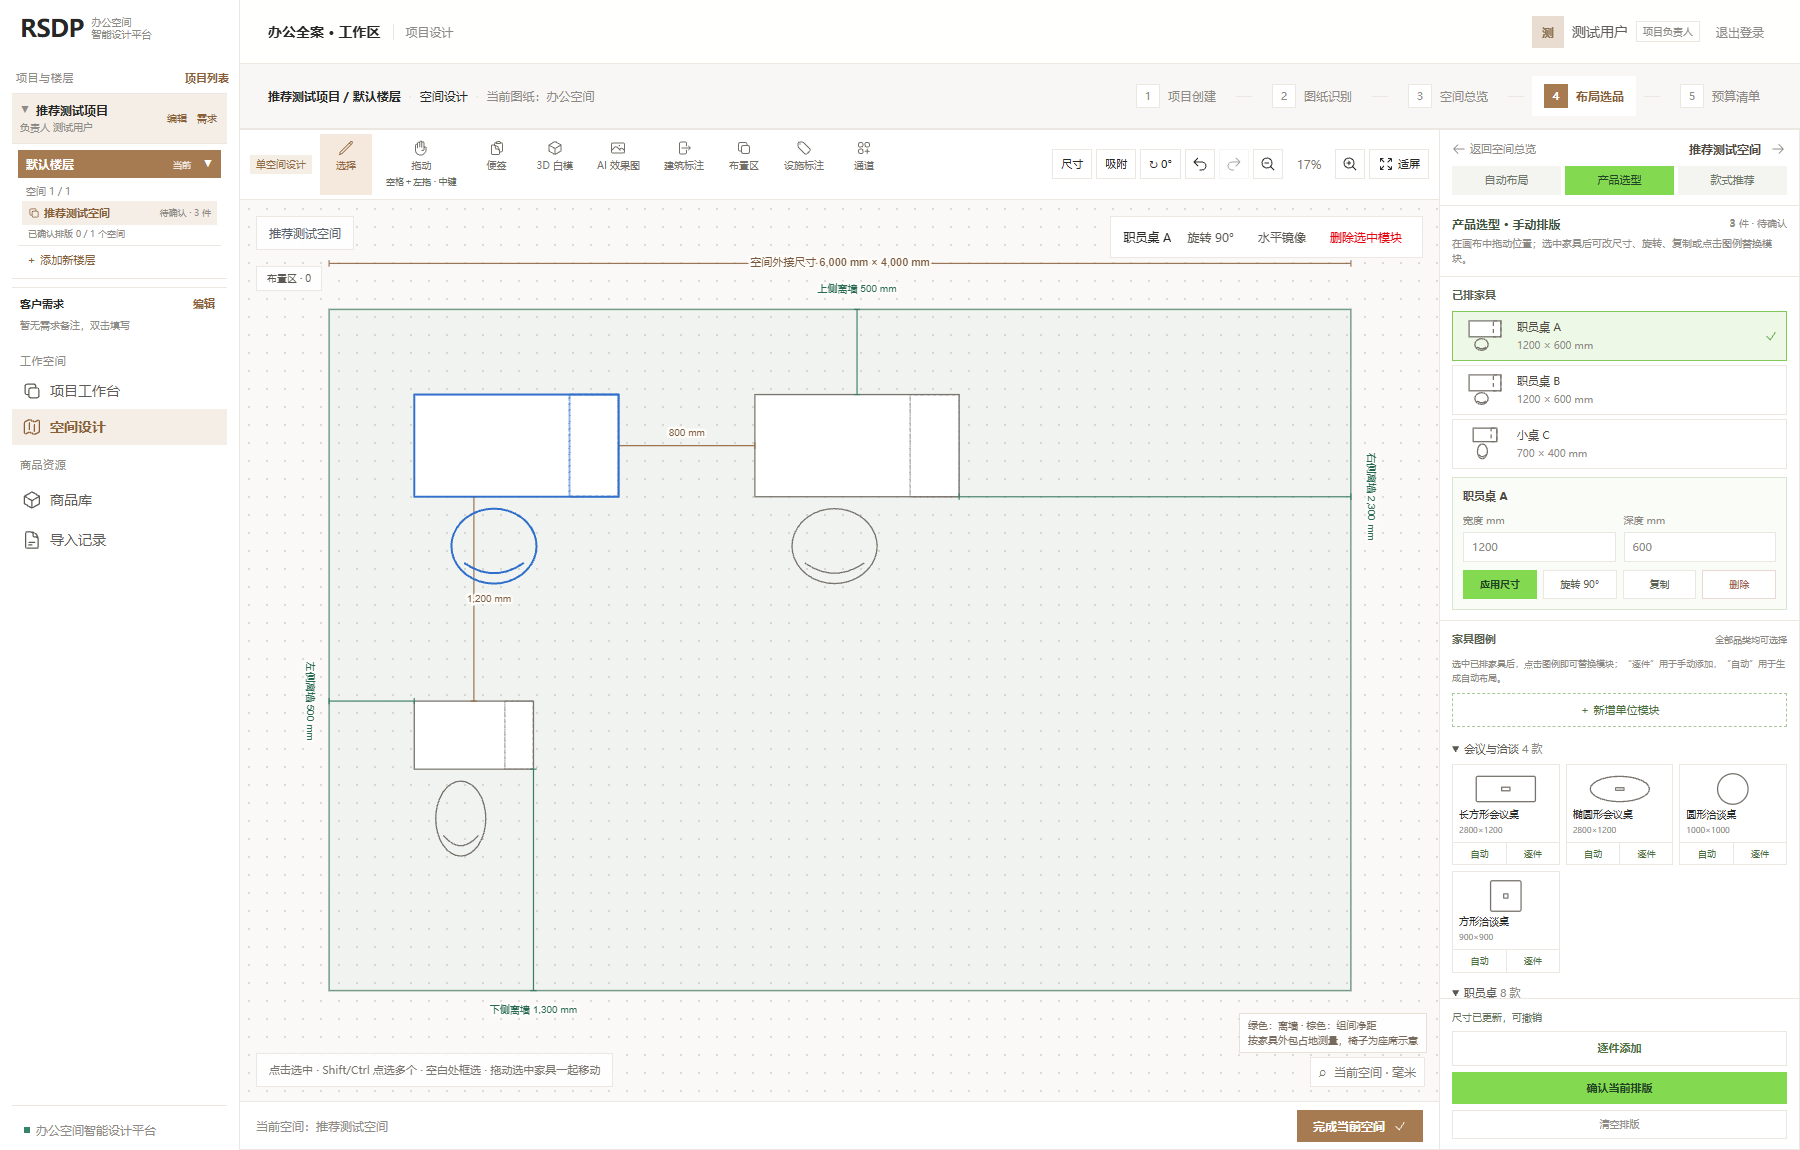 RSDP
办公空间
智能设计平台
项目与楼层
项目列表
▼ 推荐测试项目
负责人 测试用户
编辑 需求
默认楼层
当前 ▼
空间 1 / 1
推荐测试空间
待确认 · 3 件
已确认排版 0 / 1 个空间
+ 添加新楼层
客户需求
编辑
暂无需求备注，双击填写
工作空间
项目工作台
空间设计
商品资源
商品库
导入记录
办公空间智能设计平台
办公全案 • 工作区
项目设计
测
测试用户
项目负责人
退出登录
推荐测试项目 / 默认楼层 · 空间设计 · 当前图纸：办公空间
1 项目创建
2 图纸识别
3 空间总览
4 布局选品
5 预算清单
单空间设计
选择
拖动
空格 + 左拖 · 中键
便签
3D 白模
AI 效果图
建筑标注
布置区
设施标注
通道
尺寸
吸附
↻ 0°
17%
适屏
推荐测试空间
职员桌 A
旋转 90°
水平镜像
删除选中模块
布置区 · 0
空间外接尺寸 6,000 mm × 4,000 mm
上侧离墙 500 mm
800 mm
右侧离墙 2,300 mm
1,200 mm
左侧离墙 500 mm
下侧离墙 1,300 mm
绿色：离墙 · 棕色：组间净距
按家具外包占地测量，椅子为座席示意
点击选中 · Shift/Ctrl 点选多个 · 空白处框选 · 拖动选中家具一起移动
当前空间 · 毫米
当前空间：推荐测试空间
完成当前空间 ✓
← 返回空间总览
推荐测试空间 →
自动布局
产品选型
款式推荐
产品选型 • 手动排版
3 件 · 待确认
在画布中拖动位置；选中家具后可改尺寸、旋转、复制或点击图例替换模
块。
已排家具
职员桌 A
1200 × 600 mm
✓
职员桌 B
1200 × 600 mm
小桌 C
700 × 400 mm
职员桌 A
宽度 mm
深度 mm
1200
600
应用尺寸
旋转 90°
复制
删除
家具图例
全部品类均可选择
选中已排家具后，点击图例即可替换模块；“逐件”用于手动添加，“自动”用于生
成自动布局。
+ 新增单位模块
▼ 会议与洽谈 4 款
长方形会议桌
2800×1200
自动
逐件
椭圆形会议桌
2800×1200
自动
逐件
圆形洽谈桌
1000×1000
自动
逐件
方形洽谈桌
900×900
自动
逐件
▼ 职员桌 8 款
尺寸已更新，可撤销
逐件添加
确认当前排版
清空排版